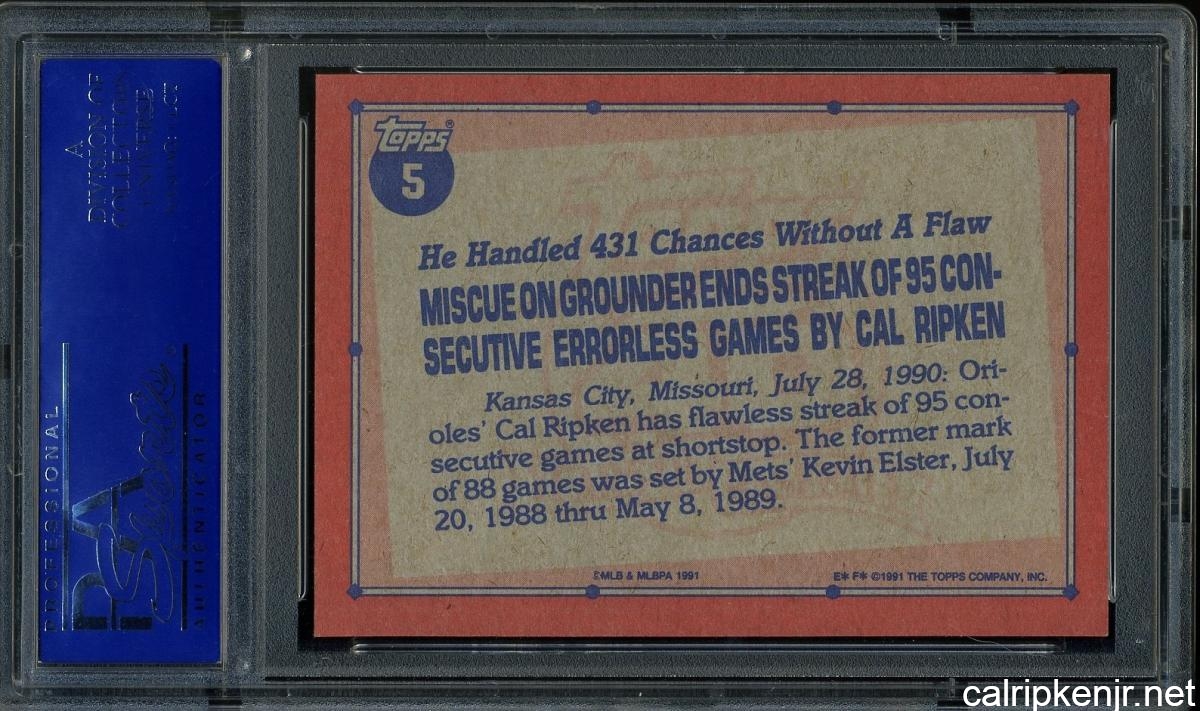 A
DIVISION OF
COLLECTORS
UNIVERSE
NASDAQ: CLCT
PROFESSIONAL
PSA
Sports
®
AUTHENTICATOR
topps®
5
He Handled 431 Chances Without A Flaw
MISCUE ON GROUNDER ENDS STREAK OF 95 CON-
SECUTIVE ERRORLESS GAMES BY CAL RIPKEN
Kansas City, Missouri, July 28, 1990: Ori-
oles' Cal Ripken has flawless streak of 95 con-
secutive games at shortstop. The former mark
of 88 games was set by Mets' Kevin Elster, July
20, 1988 thru May 8, 1989.
©MLB & MLBPA 1991
E* F* ©1991 THE TOPPS COMPANY, INC.
calripkenjr.net